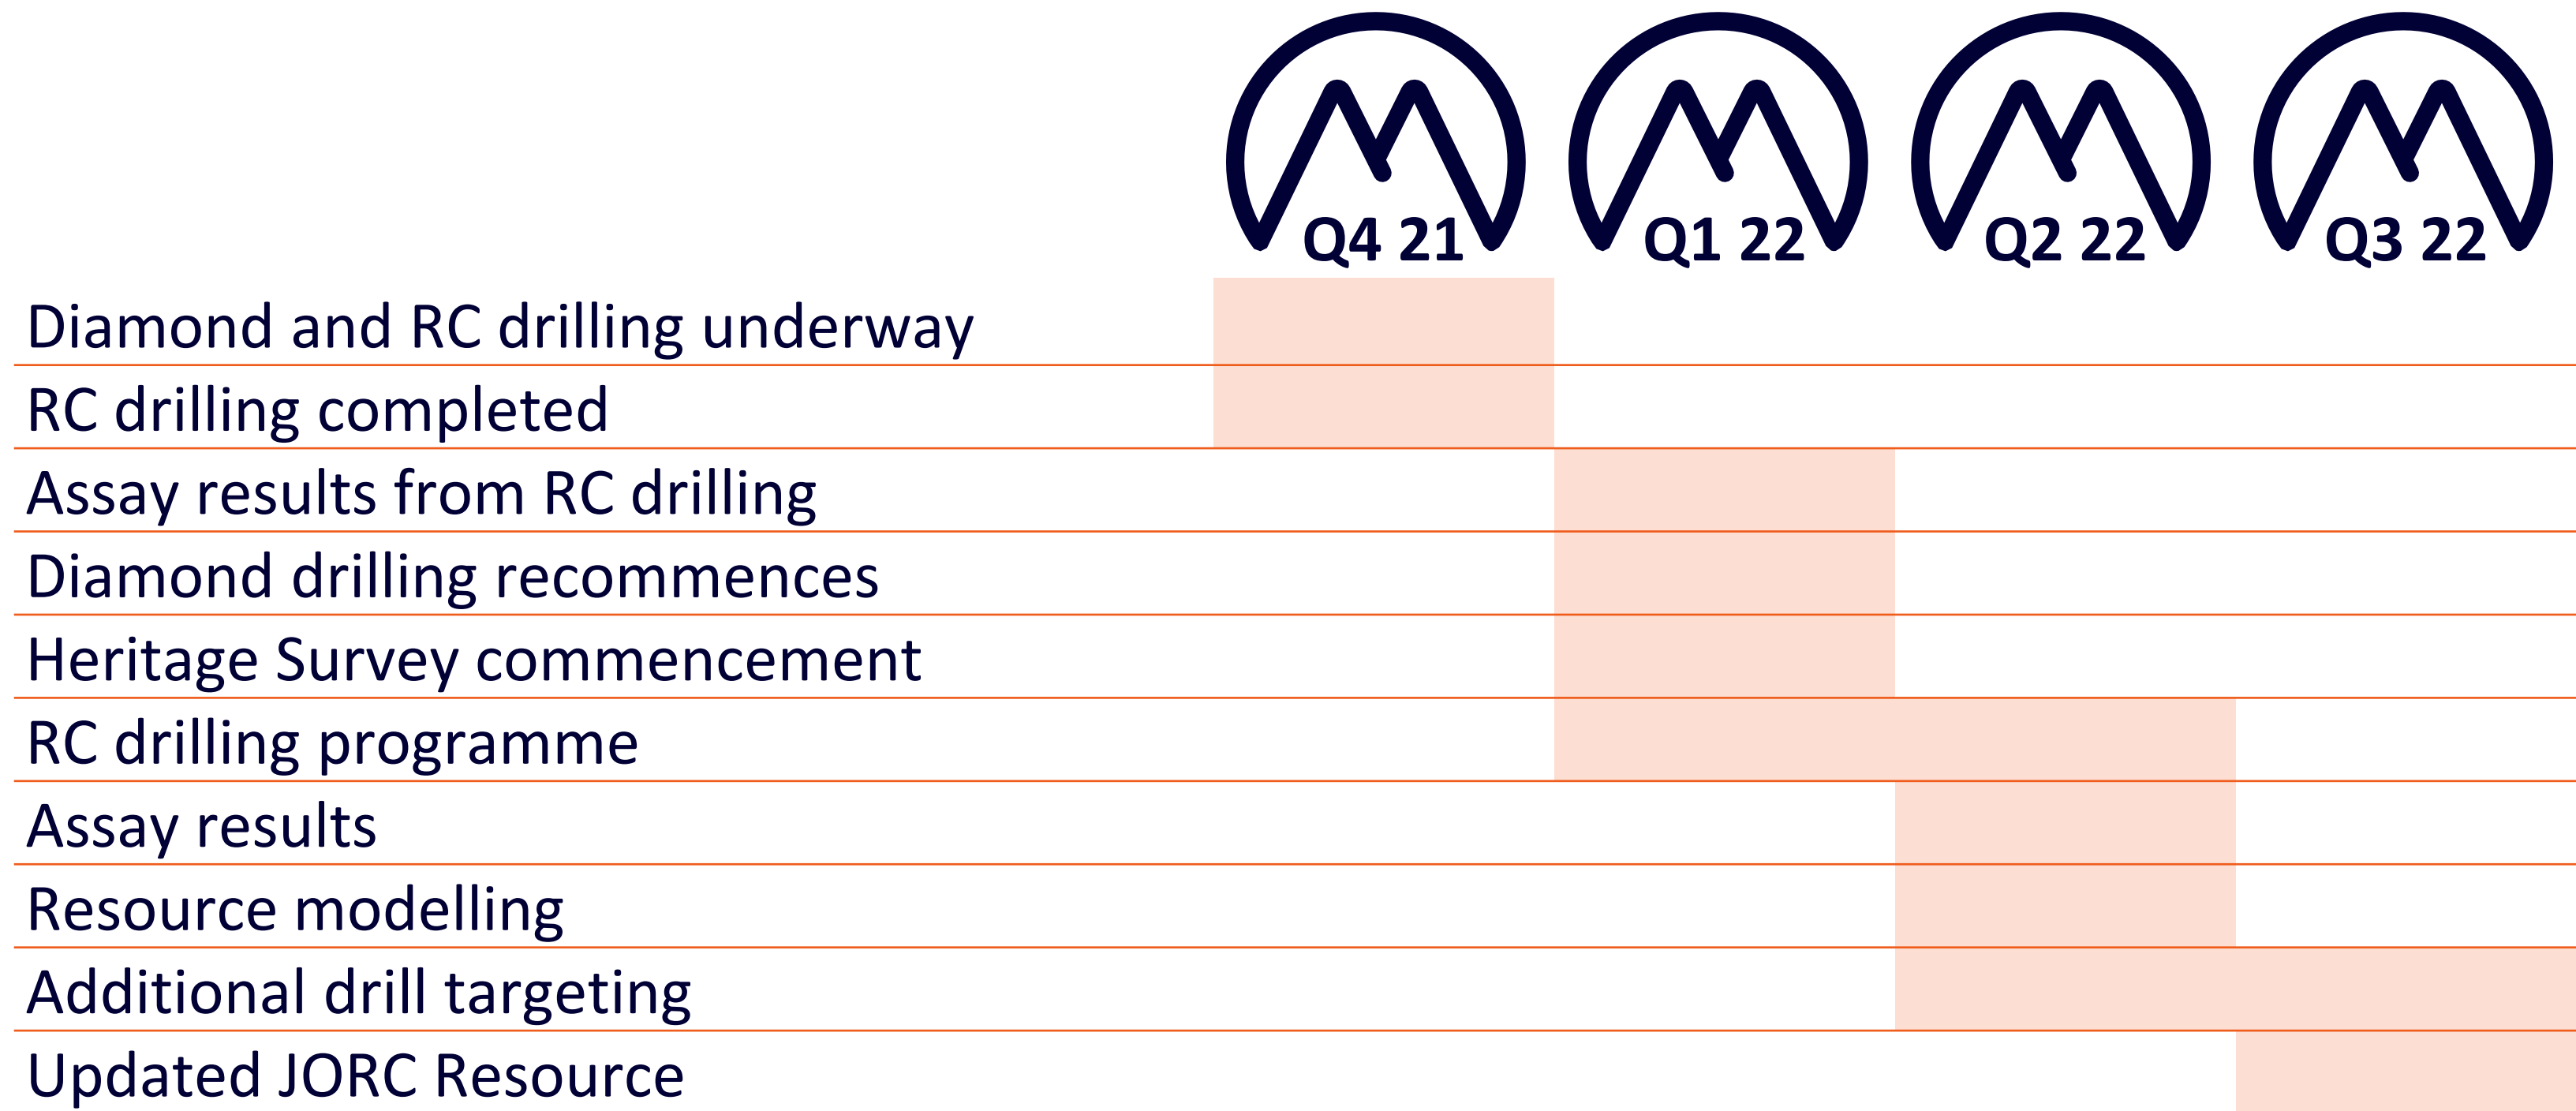 Q4 21 Q1 22 Q2 22 Q3 22
Diamond and RC drilling underway
RC drilling completed
Assay results from RC drilling
Diamond drilling recommences
Heritage Survey commencement
RC drilling programme
Assay results
Resource modelling
Additional drill targeting
Updated JORC Resource